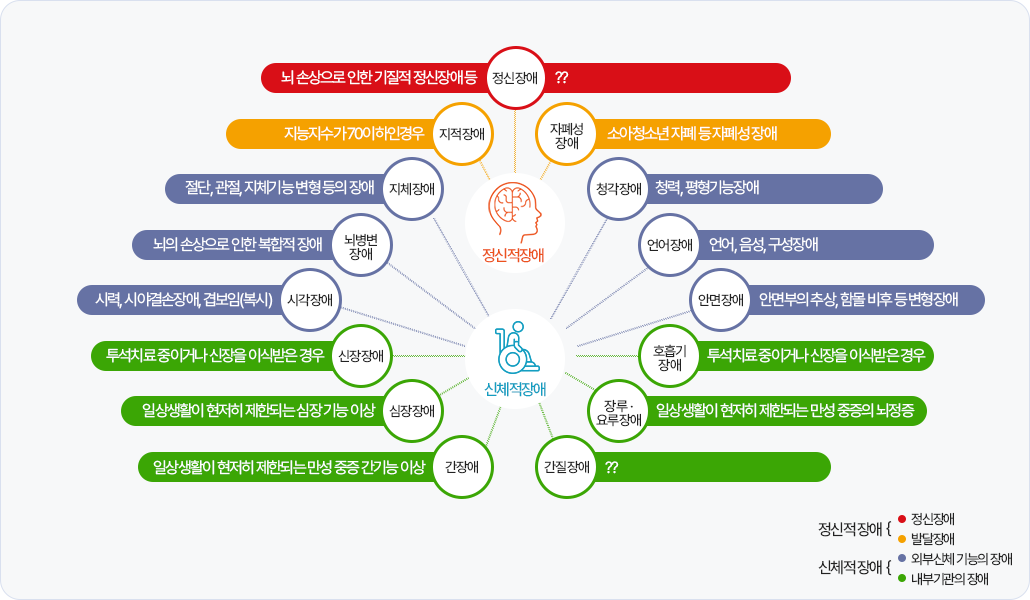 뇌 손상으로 인한 기질적 정신장애 등
정신장애
??
지능지수가 70이하인경우
지적장애
자폐성
장애
소아청소년 자폐 등 자폐성 장애
절단, 관절, 지체기능 변형 등의 장애
지체장애
청각장애
청력, 평형기능장애
뇌의 손상으로 인한 복합적 장애
뇌병변
장애
정신적장애
언어장애
언어, 음성, 구성장애
시력, 시야결손장애, 겹보임(복시)
시각장애
안면장애
안면부의 추상, 함몰 비후 등 변형장애
투석치료 중이거나 신장을 이식받은 경우
신장장애
신체적장애
호흡기
장애
투석치료 중이거나 신장을 이식받은 경우
일상생활이 현저히 제한되는 심장 기능 이상
심장장애
장루 ·
요루장애
일상생활이 현저히 제한되는 만성 중증의 뇌정증
일상생활이 현저히 제한되는 만성 중증 간기능 이상
간장애
간질장애
??
정신적 장애 {
정신장애
발달장애
신체적 장애 {
외부신체 기능의 장애
내부기관의 장애